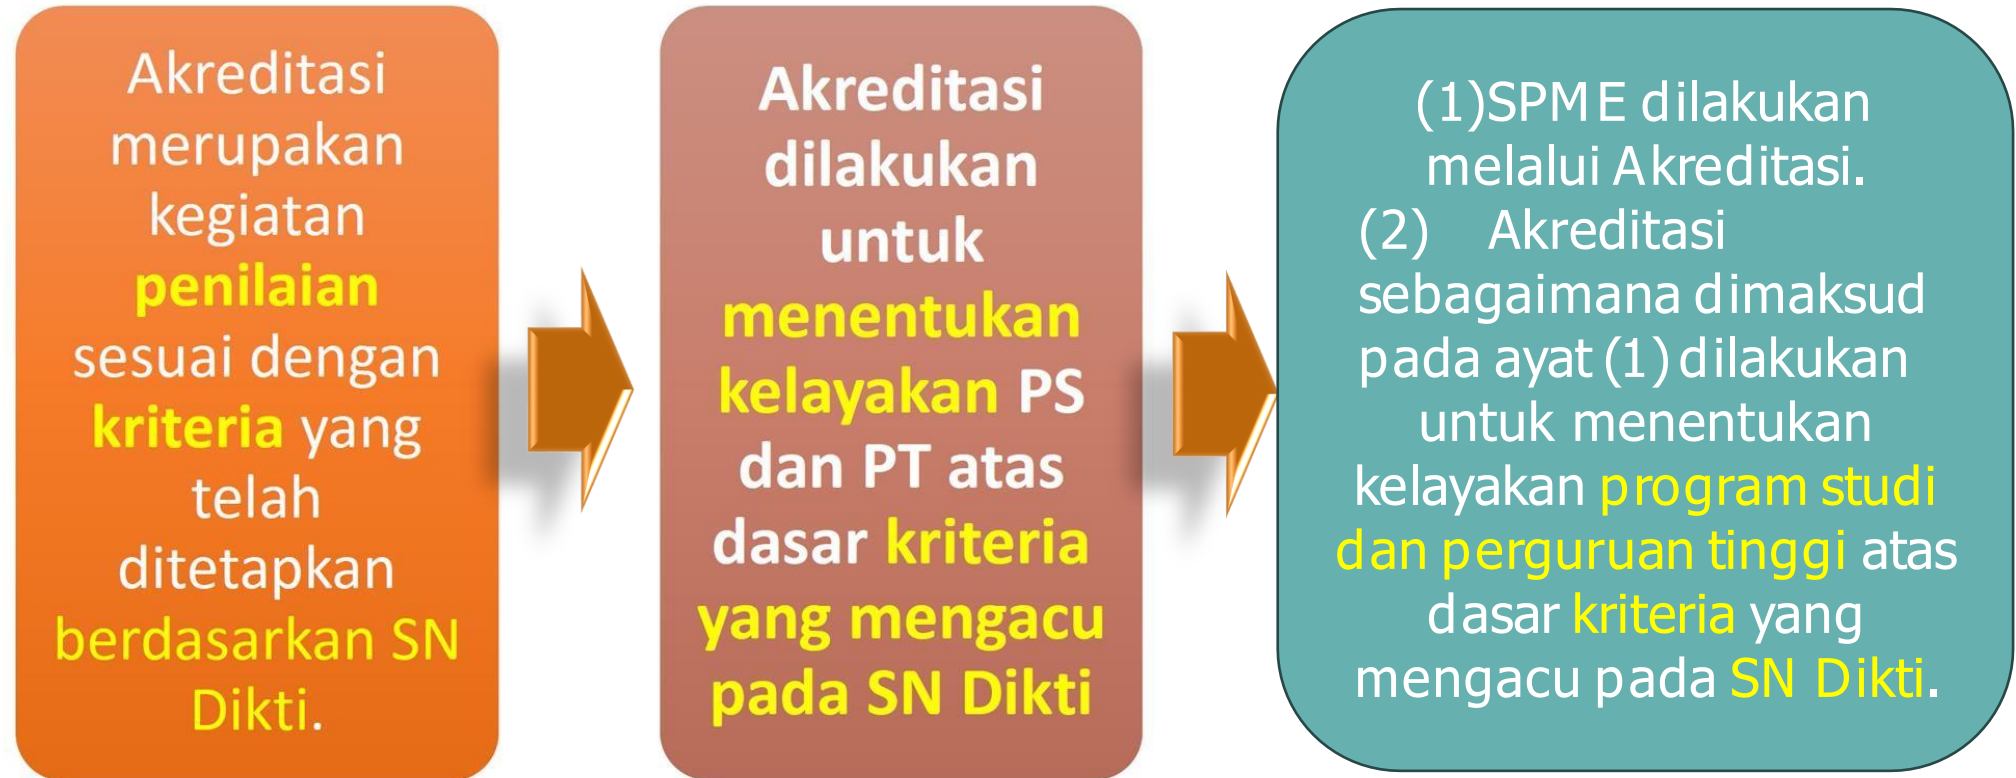 Akreditasi
merupakan
kegiatan
penilaian
sesuai dengan
kriteria yang
telah
ditetapkan
berdasarkan SN
Dikti.
Akreditasi
dilakukan
untuk
menentukan
kelayakan PS
dan PT atas
dasar kriteria
yang mengacu
pada SN Dikti
(1)SPME dilakukan
melalui Akreditasi.
(2) Akreditasi
sebagaimana dimaksud
pada ayat (1) dilakukan
untuk menentukan
kelayakan program studi
dan perguruan tinggi atas
dasar kriteria yang
mengacu pada SN Dikti.